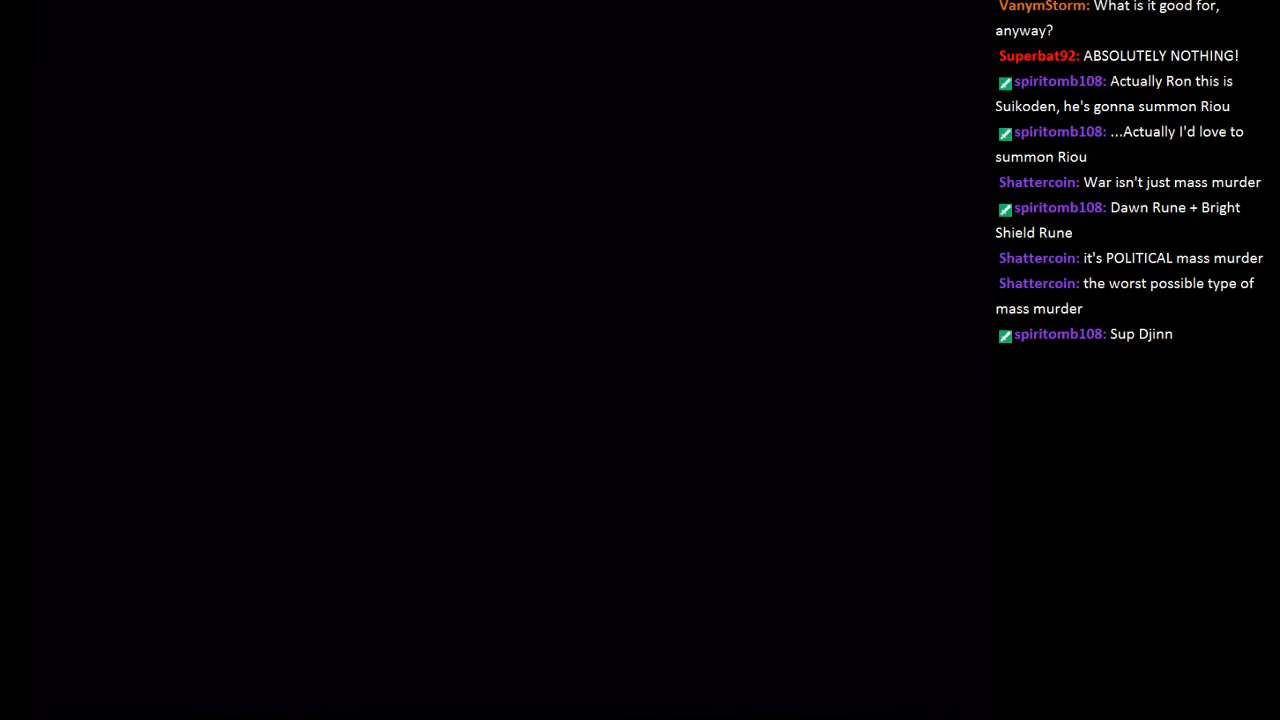 VanymStorm: What is it good for,
anyway?
Superbat92: ABSOLUTELY NOTHING!
spiritomb108: Actually Ron this is
Suikoden, he's gonna summon Riou
spiritomb108: ...Actually I'd love to
summon Riou
Shattercoin: War isn't just mass murder
spiritomb108: Dawn Rune + Bright
Shield Rune
Shattercoin: it's POLITICAL mass murder
Shattercoin: the worst possible type of
mass murder
spiritomb108: Sup Djinn